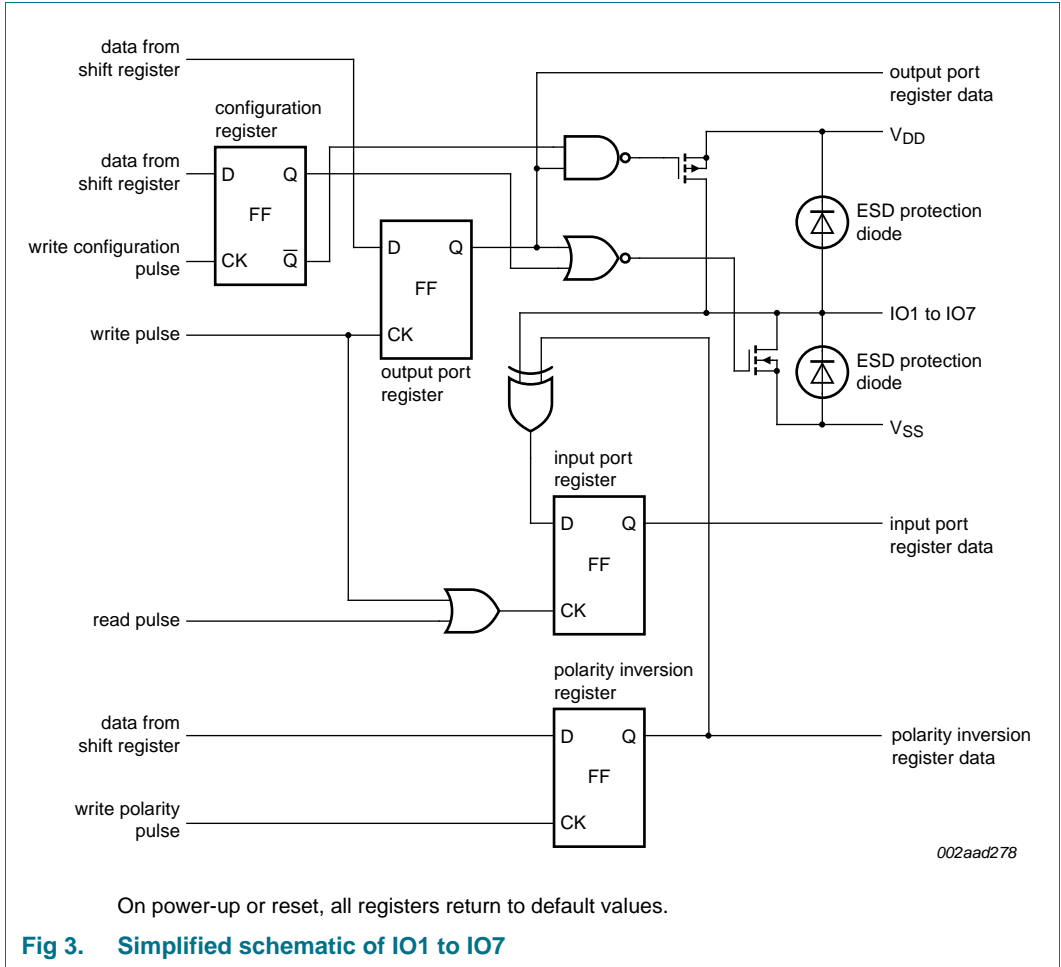 data from
shift register
output port
register data
configuration
register
VDD
data from
shift register
D
Q
FF
ESD protection
diode
write configuration
pulse
CK
Q̅
D
Q
FF
IO1 to IO7
write pulse
CK
output port
register
ESD protection
diode
VSS
input port
register
D
Q
input port
register data
FF
read pulse
CK
polarity inversion
register
data from
shift register
D
Q
polarity inversion
register data
FF
write polarity
pulse
CK
002aad278
On power-up or reset, all registers return to default values.
Fig 3. Simplified schematic of IO1 to IO7